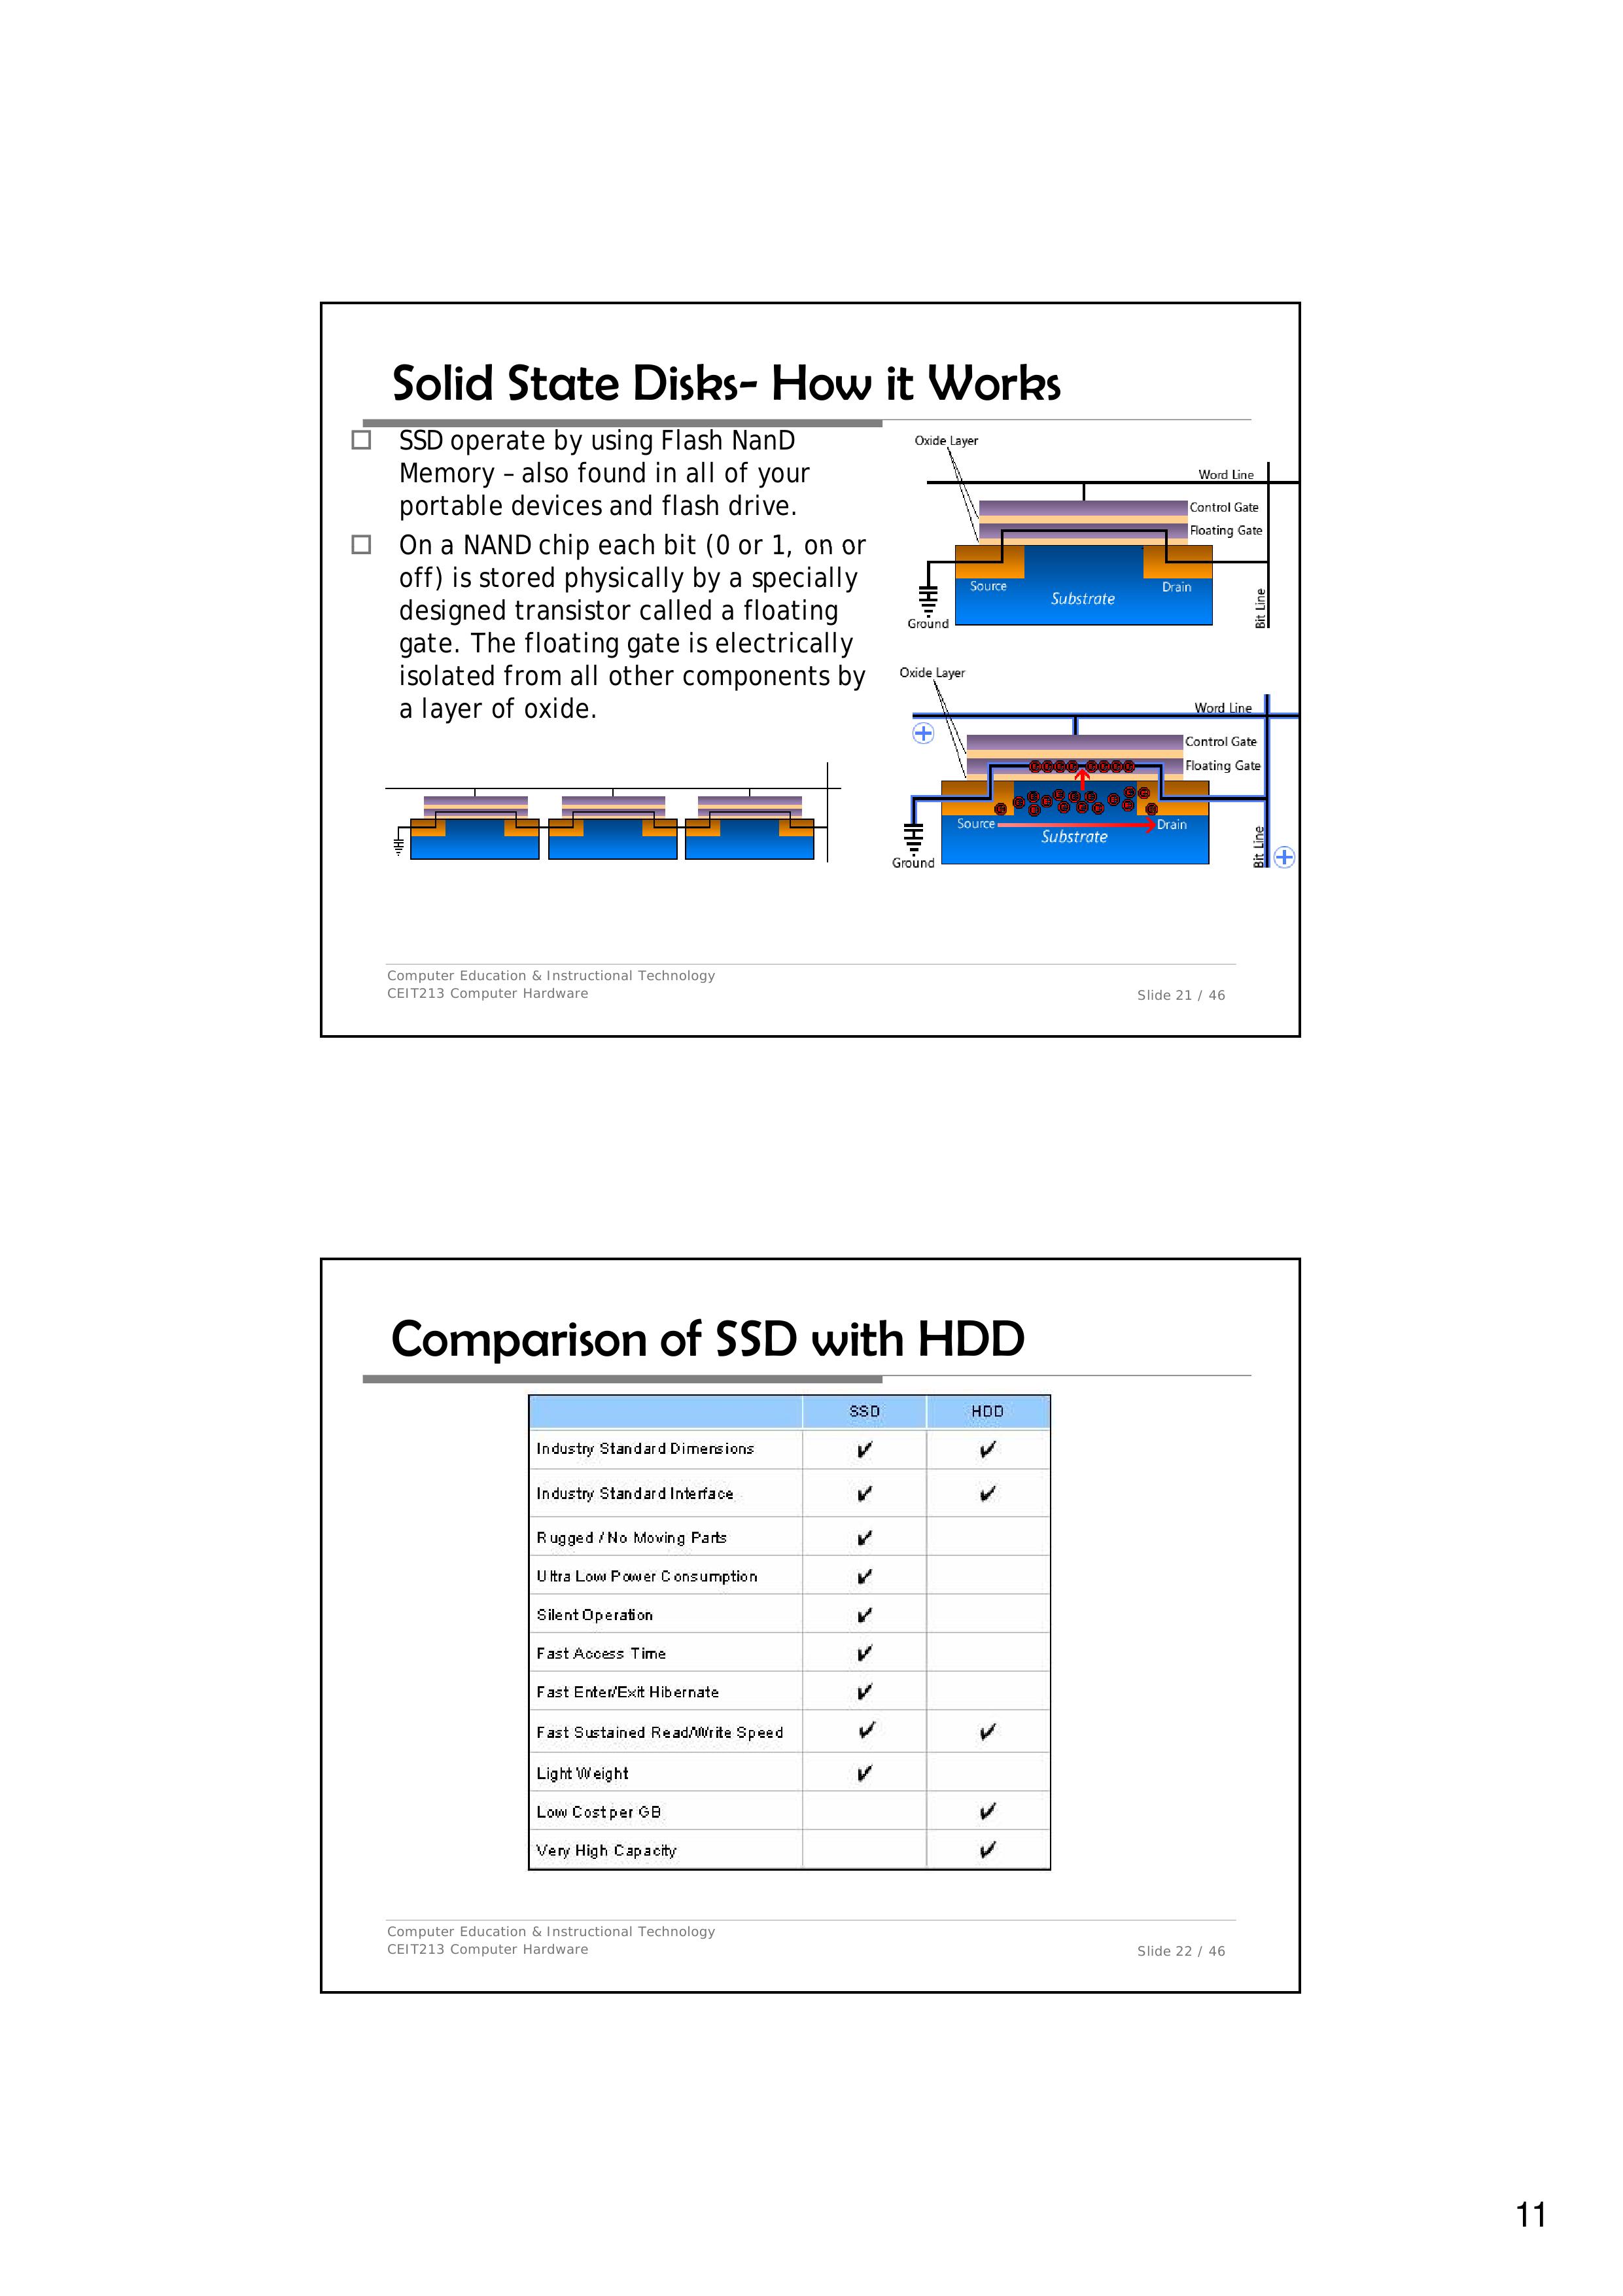 Solid State Disks- How it Works
SSD operate by using Flash NanD
Memory – also found in all of your
portable devices and flash drive.
On a NAND chip each bit (0 or 1, on or
off) is stored physically by a specially
designed transistor called a floating
gate. The floating gate is electrically
isolated from all other components by
a layer of oxide.
Oxide Layer
Word Line
Control Gate
Floating Gate
Source
Drain
Substrate
Ground
Bit Line
Oxide Layer
Word Line
Control Gate
Floating Gate
Source
Drain
Substrate
Ground
Bit Line
Computer Education & Instructional Technology
CEIT213 Computer Hardware
Slide 21 / 46
Comparison of SSD with HDD
SSD HDD
Industry Standard Dimensions ✔ ✔
Industry Standard Interface ✔ ✔
Rugged / No Moving Parts ✔
Ultra Low Power Consumption ✔
Silent Operation ✔
Fast Access Time ✔
Fast Enter/Exit Hibernate ✔
Fast Sustained Read/Write Speed ✔ ✔
Light Weight ✔
Low Cost per GB ✔
Very High Capacity ✔
Computer Education & Instructional Technology
CEIT213 Computer Hardware
Slide 22 / 46
11